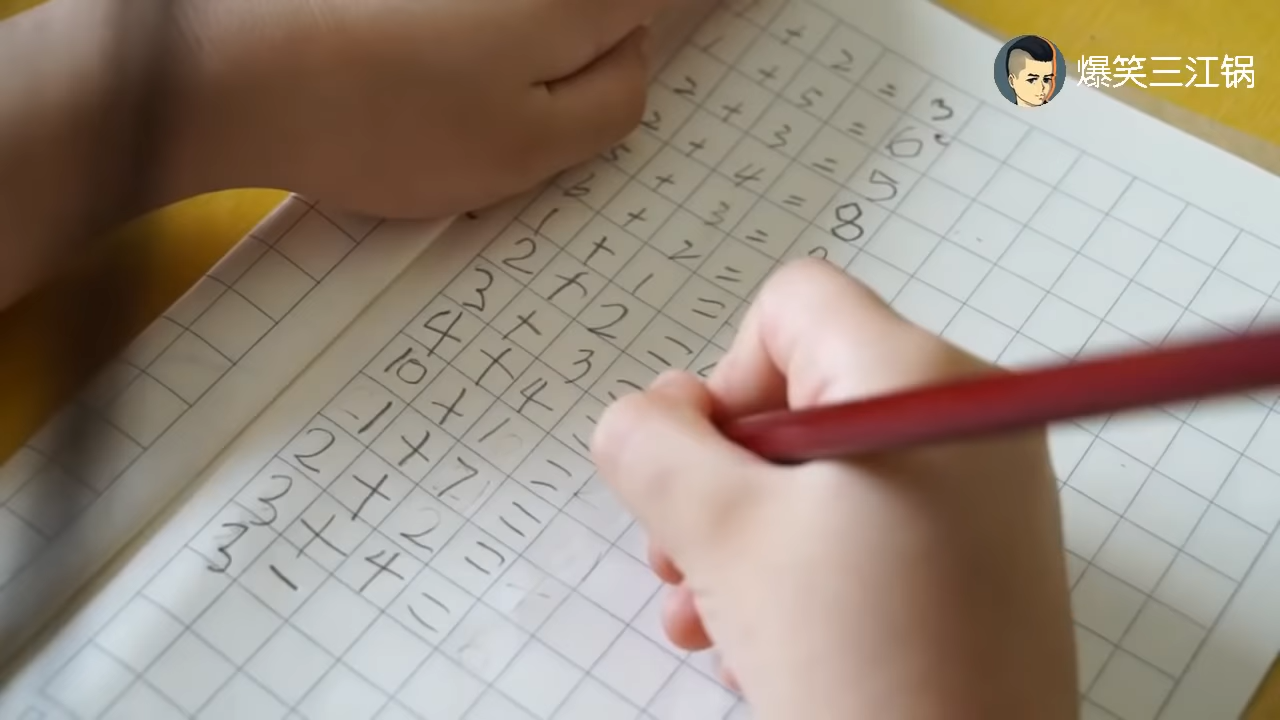 爆笑三江锅
+ 2 = 3
1 + 5 = 6
2 + 3 = 5
2 + 4 = 8
5 + 3 =
6 + 2 =
1 + 1 =
2 + 2 =
3 + 3 =
4 + 4 =
10 + 1 =
1 + 7 =
2 + 2 =
3 + 4 =
3 -